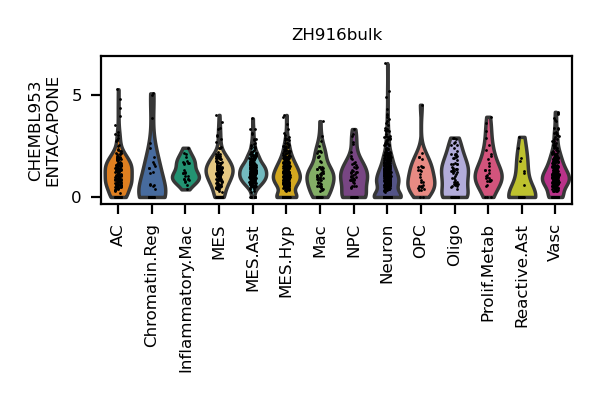 ZH916bulk
CHEMBL953
ENTACAPONE
5
0
AC
Chromatin.Reg
Inflammatory.Mac
MES
MES.Ast
MES.Hyp
Mac
NPC
Neuron
OPC
Oligo
Prolif.Metab
Reactive.Ast
Vasc